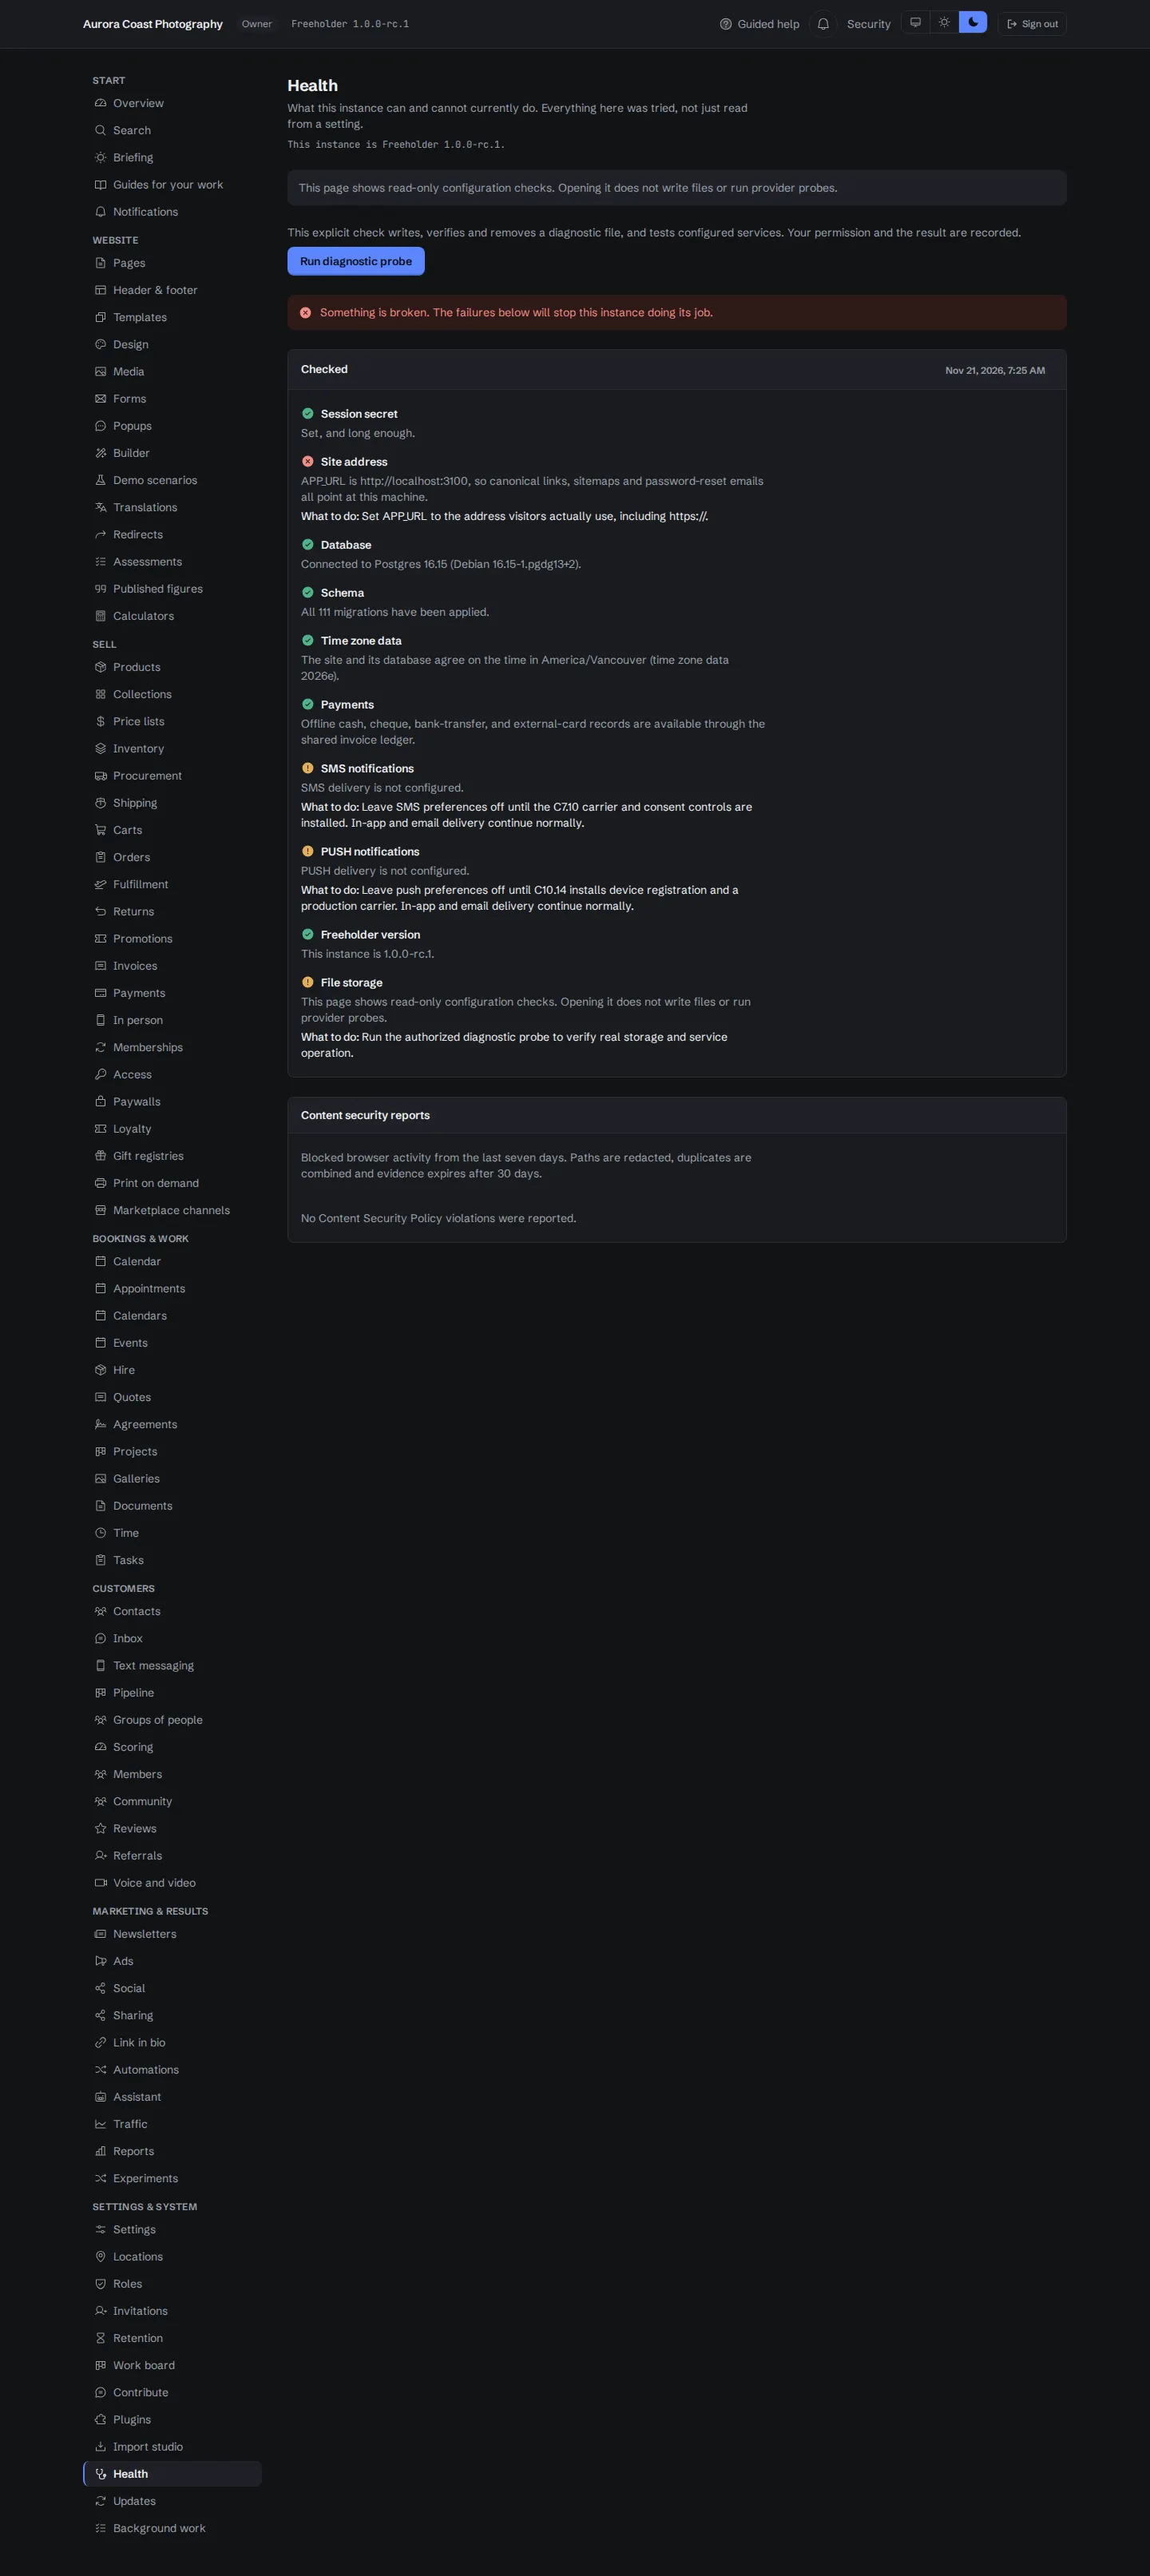 Aurora Coast Photography
Owner
Freeholder 1.0.0-rc.1
Guided help
Security
Sign out
START
Overview
Search
Briefing
Guides for your work
Notifications
WEBSITE
Pages
Header & footer
Templates
Design
Media
Forms
Popups
Builder
Demo scenarios
Translations
Redirects
Assessments
Published figures
Calculators
SELL
Products
Collections
Price lists
Inventory
Procurement
Shipping
Carts
Orders
Fulfillment
Returns
Promotions
Invoices
Payments
In person
Memberships
Access
Paywalls
Loyalty
Gift registries
Print on demand
Marketplace channels
BOOKINGS & WORK
Calendar
Appointments
Calendars
Events
Hire
Quotes
Agreements
Projects
Galleries
Documents
Time
Tasks
CUSTOMERS
Contacts
Inbox
Text messaging
Pipeline
Groups of people
Scoring
Members
Community
Reviews
Referrals
Voice and video
MARKETING & RESULTS
Newsletters
Ads
Social
Sharing
Link in bio
Automations
Assistant
Traffic
Reports
Experiments
SETTINGS & SYSTEM
Settings
Locations
Roles
Invitations
Retention
Work board
Contribute
Plugins
Import studio
Health
Updates
Background work
Health
What this instance can and cannot currently do. Everything here was tried, not just read
from a setting.
This instance is Freeholder 1.0.0-rc.1.
This page shows read-only configuration checks. Opening it does not write files or run provider probes.
This explicit check writes, verifies and removes a diagnostic file, and tests configured services. Your permission and the result are recorded.
Run diagnostic probe
Something is broken. The failures below will stop this instance doing its job.
Checked
Nov 21, 2026, 7:25 AM
Session secret
Set, and long enough.
Site address
APP_URL is http://localhost:3100, so canonical links, sitemaps and password-reset emails
all point at this machine.
What to do: Set APP_URL to the address visitors actually use, including https://.
Database
Connected to Postgres 16.15 (Debian 16.15-1.pgdg13+2).
Schema
All 111 migrations have been applied.
Time zone data
The site and its database agree on the time in America/Vancouver (time zone data
2026e).
Payments
Offline cash, cheque, bank-transfer, and external-card records are available through the
shared invoice ledger.
SMS notifications
SMS delivery is not configured.
What to do: Leave SMS preferences off until the C7.10 carrier and consent controls are
installed. In-app and email delivery continue normally.
PUSH notifications
PUSH delivery is not configured.
What to do: Leave push preferences off until C10.14 installs device registration and a
production carrier. In-app and email delivery continue normally.
Freeholder version
This instance is 1.0.0-rc.1.
File storage
This page shows read-only configuration checks. Opening it does not write files or run
provider probes.
What to do: Run the authorized diagnostic probe to verify real storage and service
operation.
Content security reports
Blocked browser activity from the last seven days. Paths are redacted, duplicates are
combined and evidence expires after 30 days.
No Content Security Policy violations were reported.